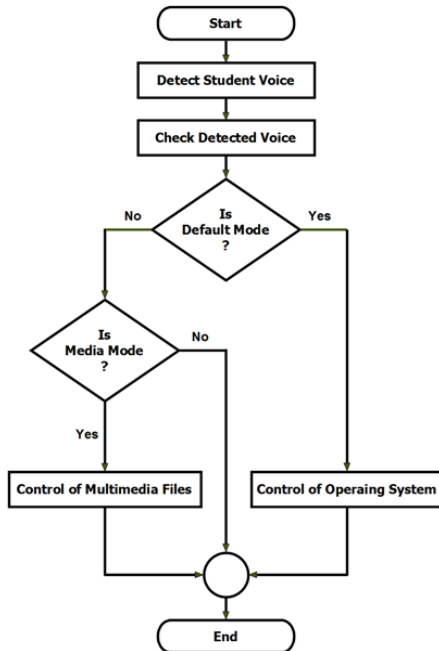 Start
Detect Student Voice
Check Detected Voice
Is
Default Mode
?
No
Yes
Is
Media Mode
?
No
Yes
Control of Multimedia Files
Control of Operaing System
End